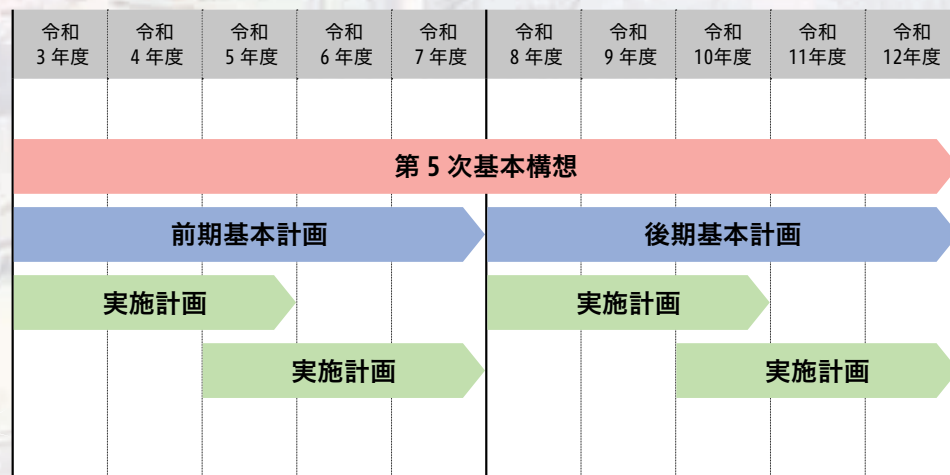 令和
3 年度
令和
4 年度
令和
5 年度
令和
6 年度
令和
7 年度
令和
8 年度
令和
9 年度
令和
10年度
令和
11年度
令和
12年度
第 5 次基本構想
前期基本計画
後期基本計画
実施計画
実施計画
実施計画
実施計画